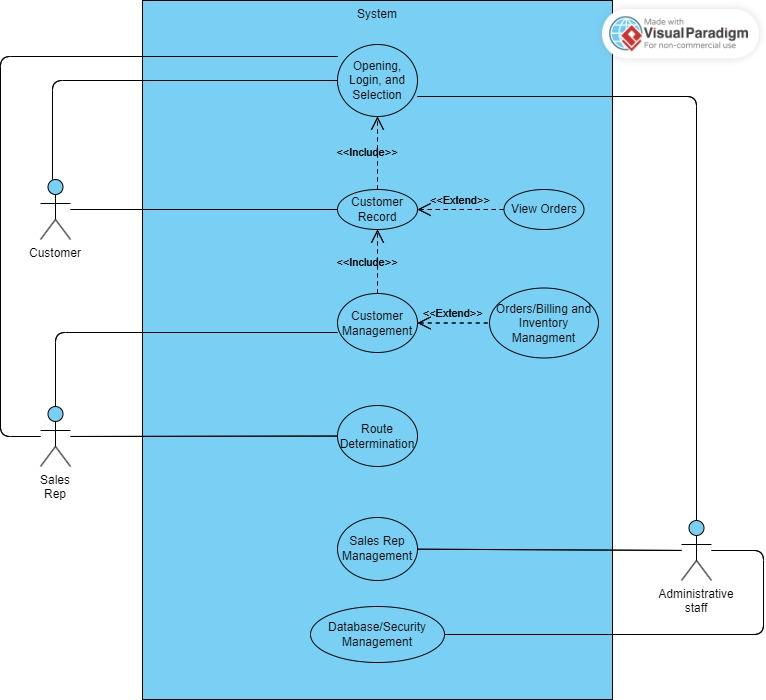 System
Made with
VisualParadigm
For non-commercial use
Opening,
Login, and
Selection
<<Include>>
Customer
Customer
Record
<<Extend>>
View Orders
<<Include>>
Customer
Management
<<Extend>>
Orders/Billing and
Inventory
Managment
Sales
Rep
Route
Determination
Sales Rep
Management
Administrative
staff
Database/Security
Management